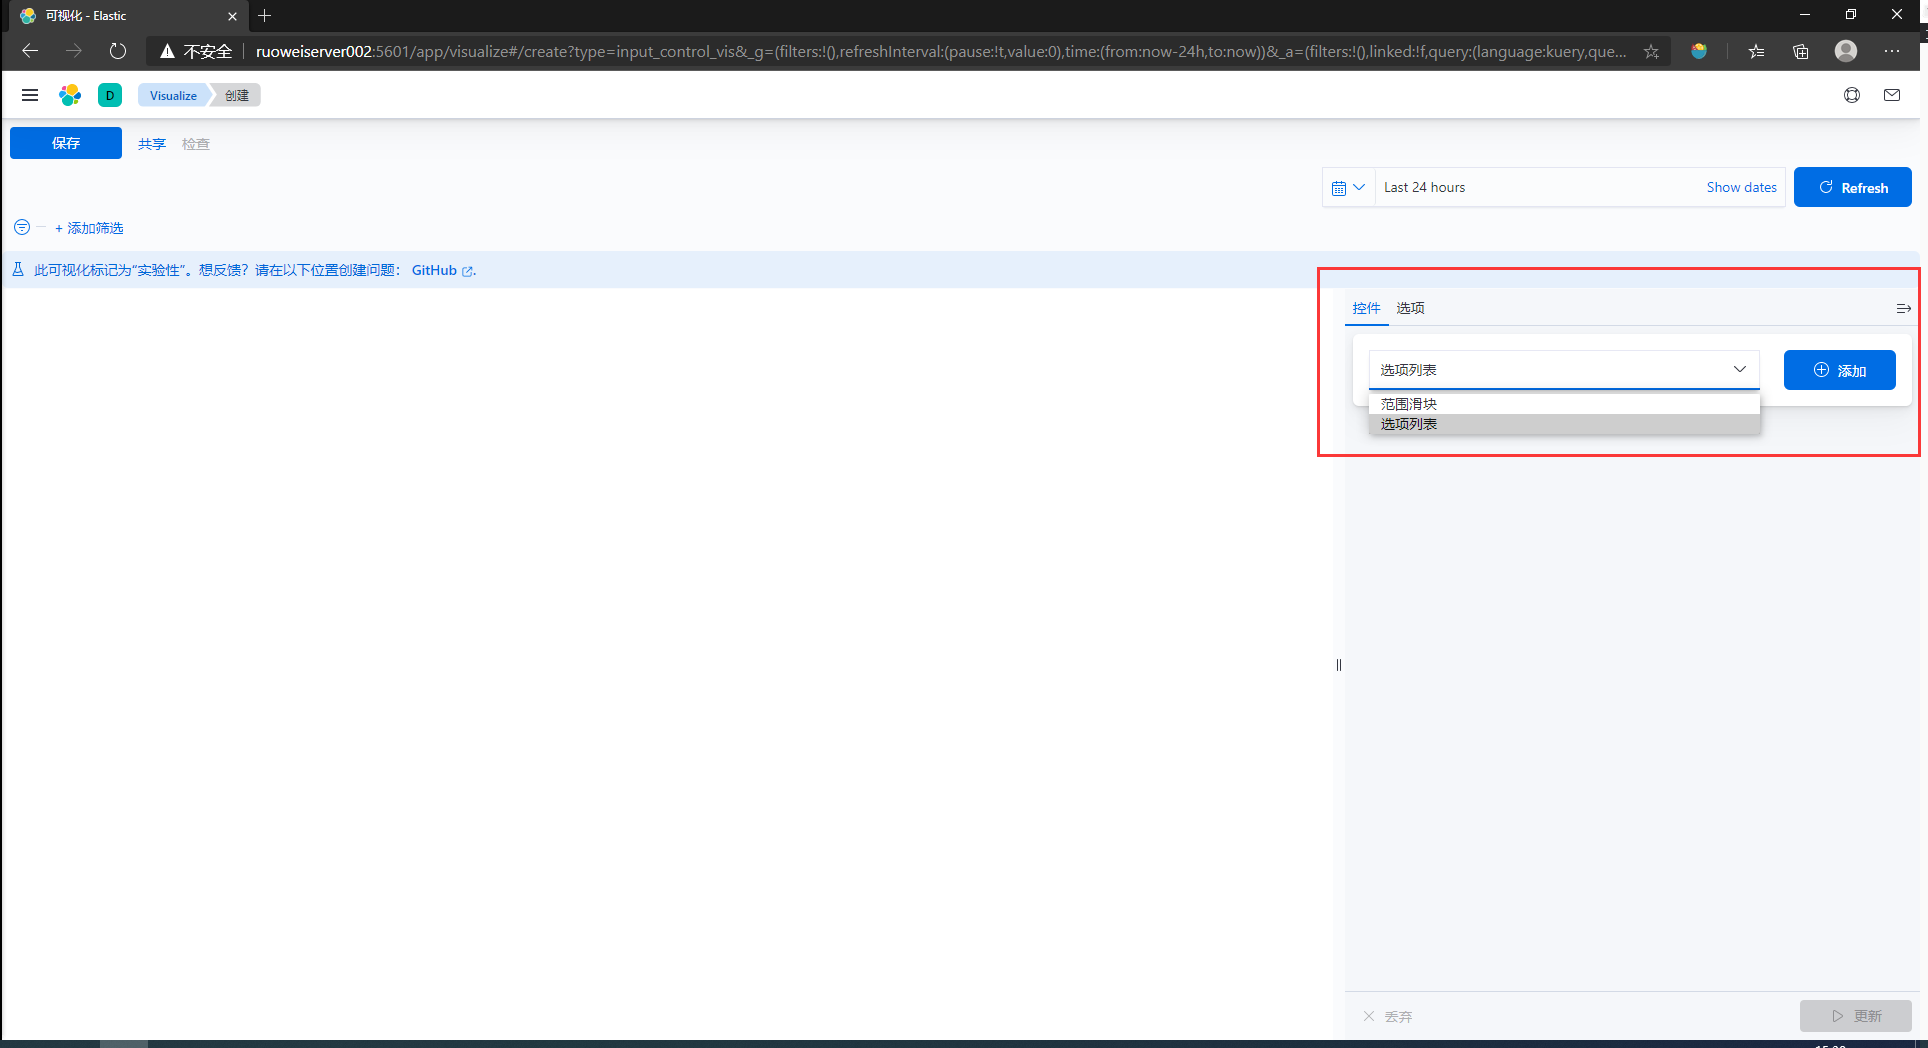 可视化 - Elastic
不安全 ruoweiserver002:5601/app/visualize#/create?type=input_control_vis&_g=(filters:!(),refreshInterval:(pause:!t,value:0),time:(from:now-24h,to:now))&_a=(filters:!(),linked:!f,query:(language:kuery,que...
D Visualize 创建
保存 共享 检查
Last 24 hours Show dates Refresh
+ 添加筛选
此可视化标记为“实验性”。想反馈？请在以下位置创建问题： GitHub .
控件 选项
选项列表 添加
范围滑块
选项列表
丢弃 更新